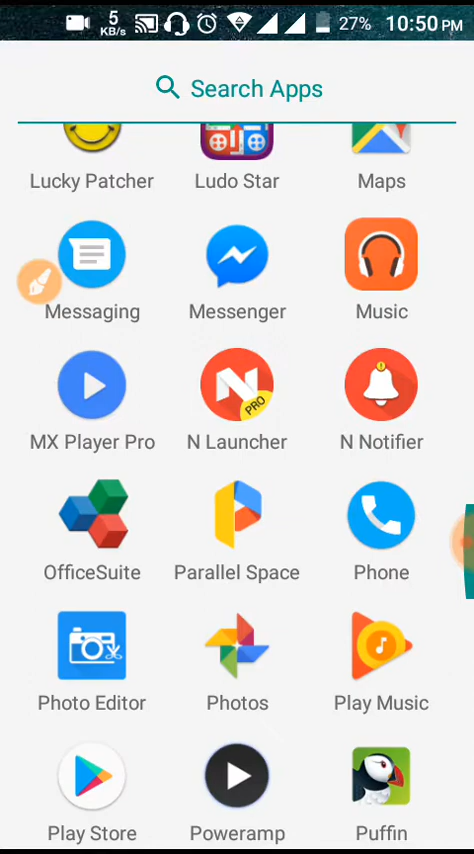 5 KB/s 27% 10:50 PM
Search Apps
Lucky Patcher Ludo Star Maps
Messaging Messenger Music
PRO
MX Player Pro N Launcher N Notifier
OfficeSuite Parallel Space Phone
Photo Editor Photos Play Music
Play Store Poweramp Puffin